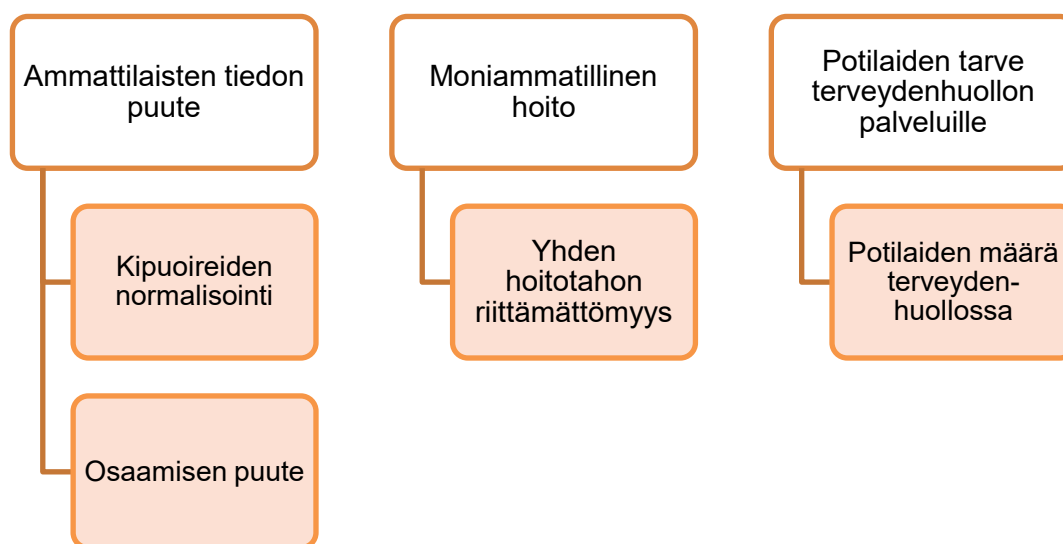 Ammattilaisten tiedon
puute
Kipuoireiden
normalisointi
Osaamisen puute
Moniammatillinen
hoito
Yhden
hoitotahon
riittämättömyys
Potilaiden tarve
terveydenhuollon
palveluille
Potilaiden määrä
terveyden-
huollossa